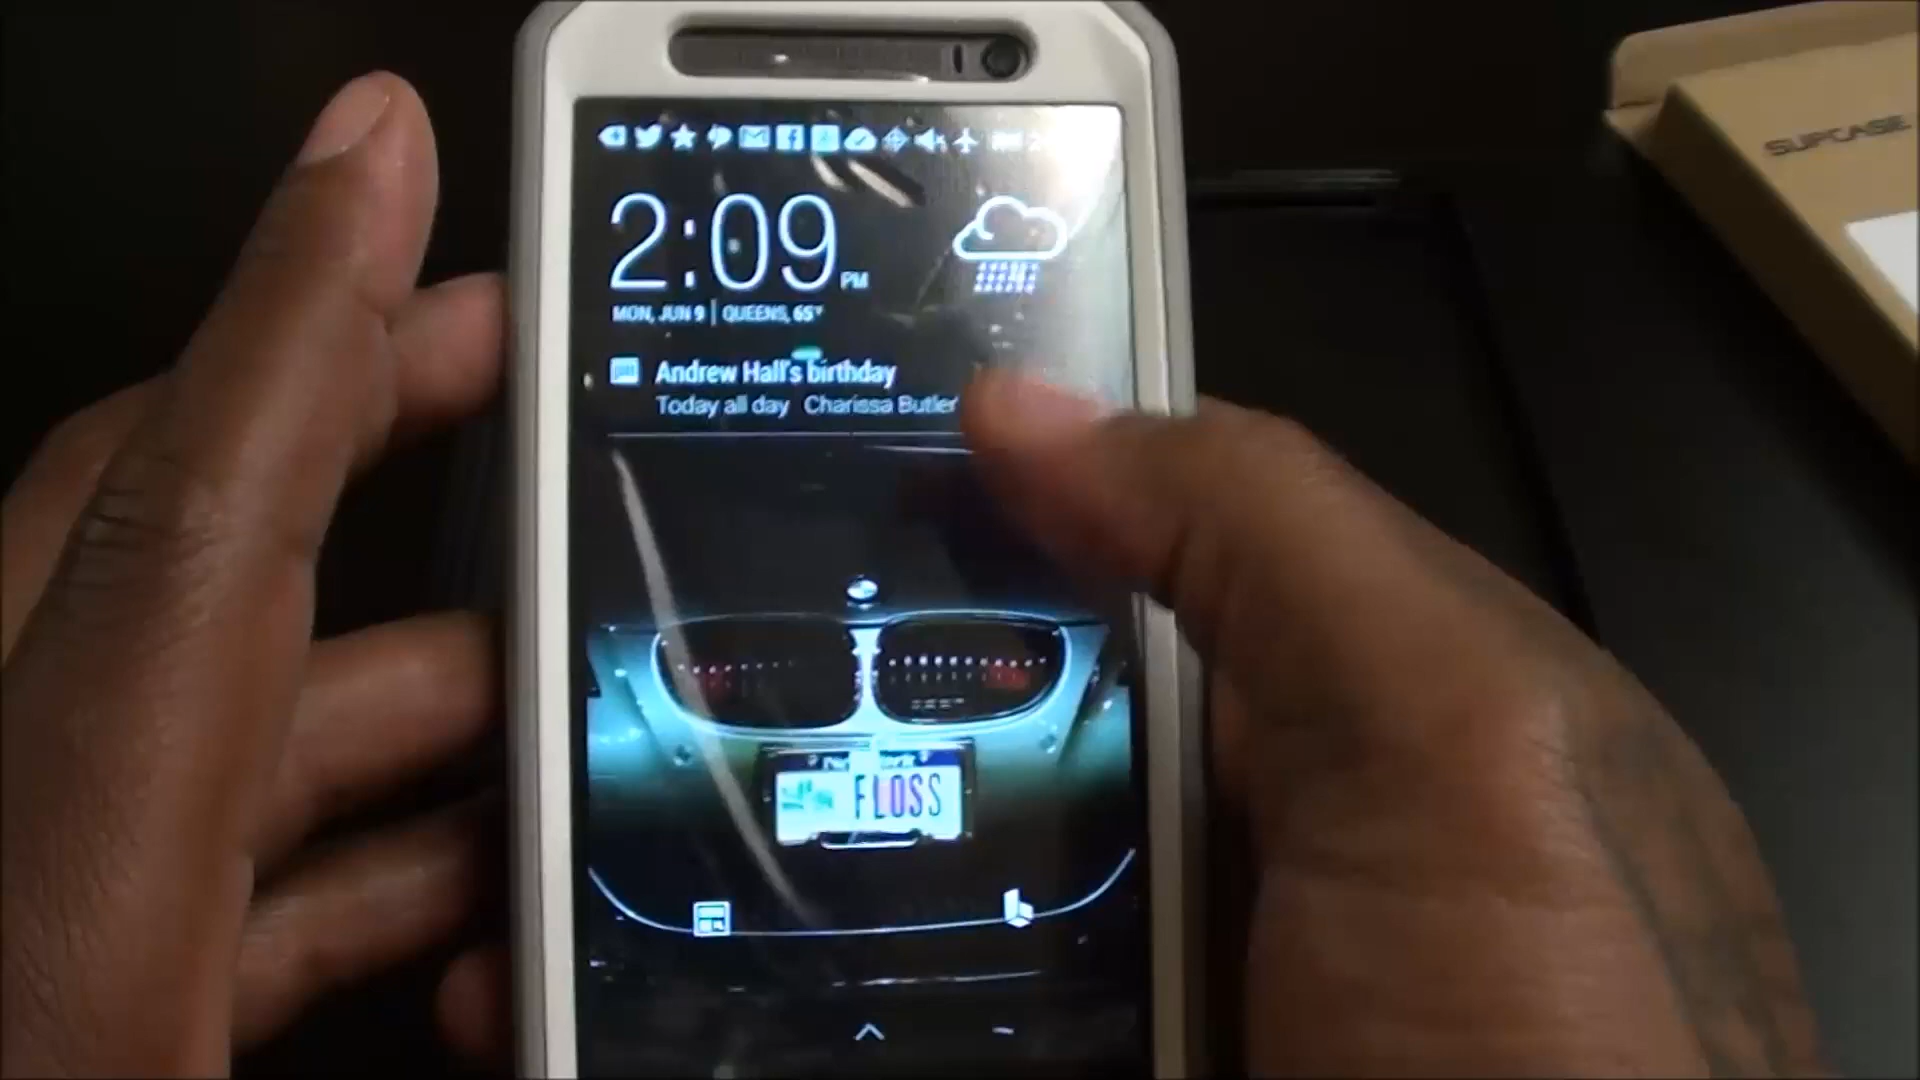 SUPCASE
2:09 PM
MON, JUN 9 | QUEENS, 65°
Andrew Hall's birthday
Today all day Charissa Butler
FLOSS